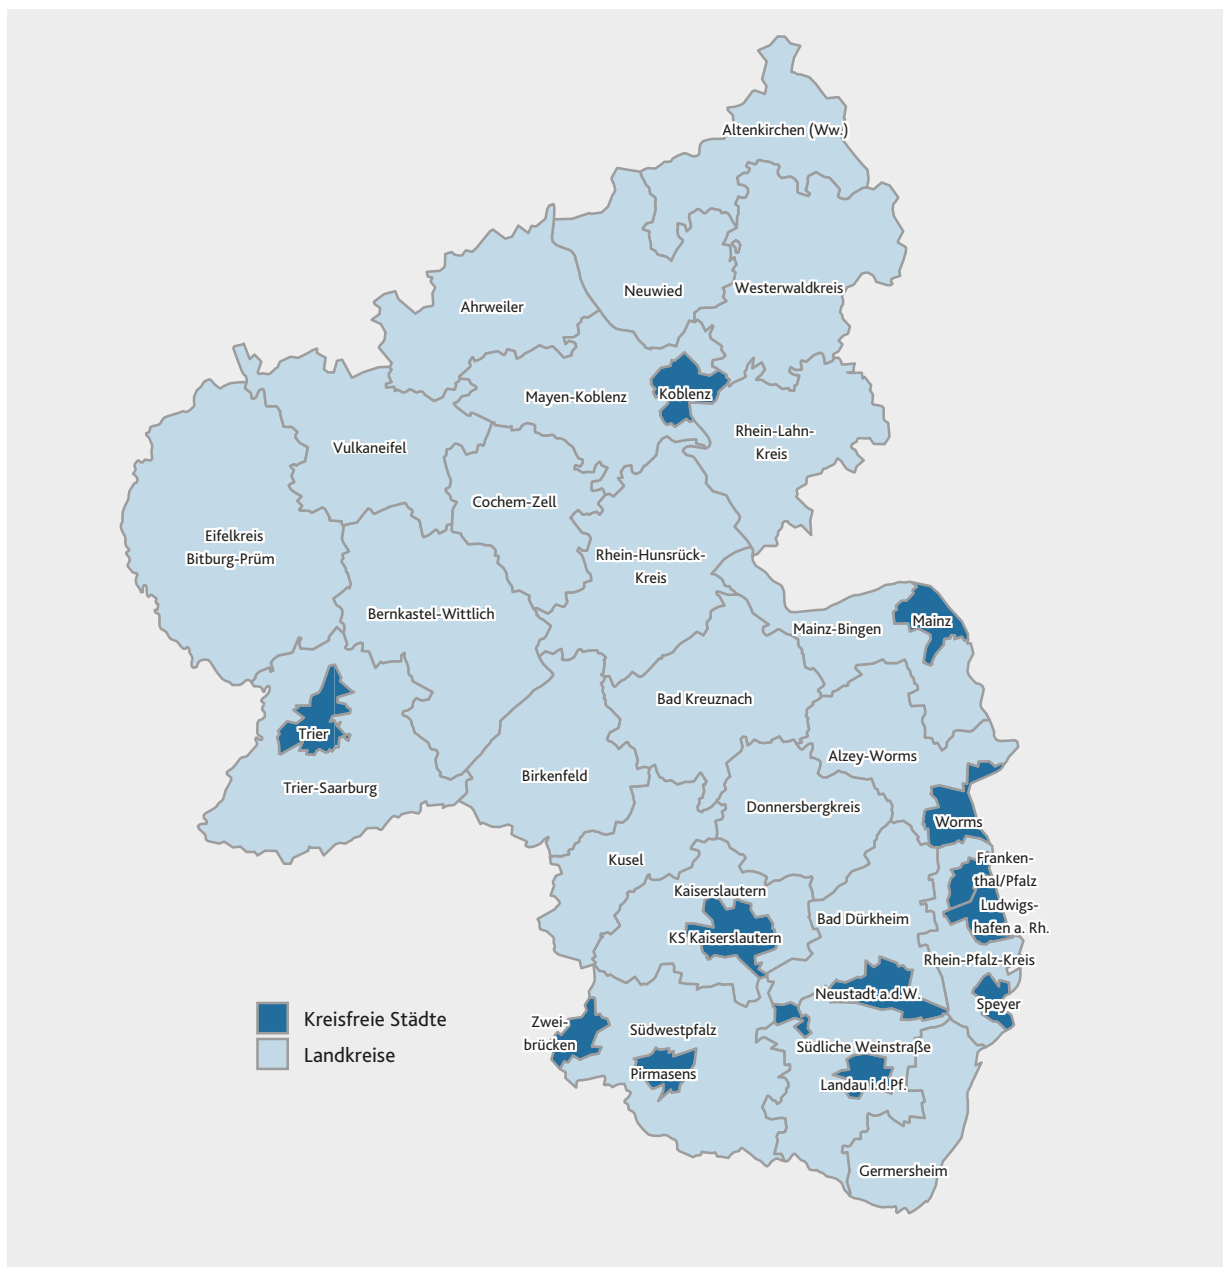 Altenkirchen (Ww.)
Neuwied
Westerwaldkreis
Ahrweiler
Mayen-Koblenz
Koblenz
Rhein-Lahn-
Kreis
Vulkaneifel
Cochem-Zell
Eifelkreis
Bitburg-Prüm
Rhein-Hunsrück-
Kreis
Bernkastel-Wittlich
Mainz-Bingen
Mainz
Bad Kreuznach
Trier
Trier-Saarburg
Birkenfeld
Alzey-Worms
Donnersbergkreis
Worms
Kusel
Franken-
thal/Pfalz
Ludwigs-
hafen a. Rh.
Kaiserslautern
KS Kaiserslautern
Bad Dürkheim
Rhein-Pfalz-Kreis
Neustadt a.d.W.
Speyer
Zwei-
brücken
Südwestpfalz
Pirmasens
Südliche Weinstraße
Landau i.d.Pf.
Germersheim
Kreisfreie Städte
Landkreise